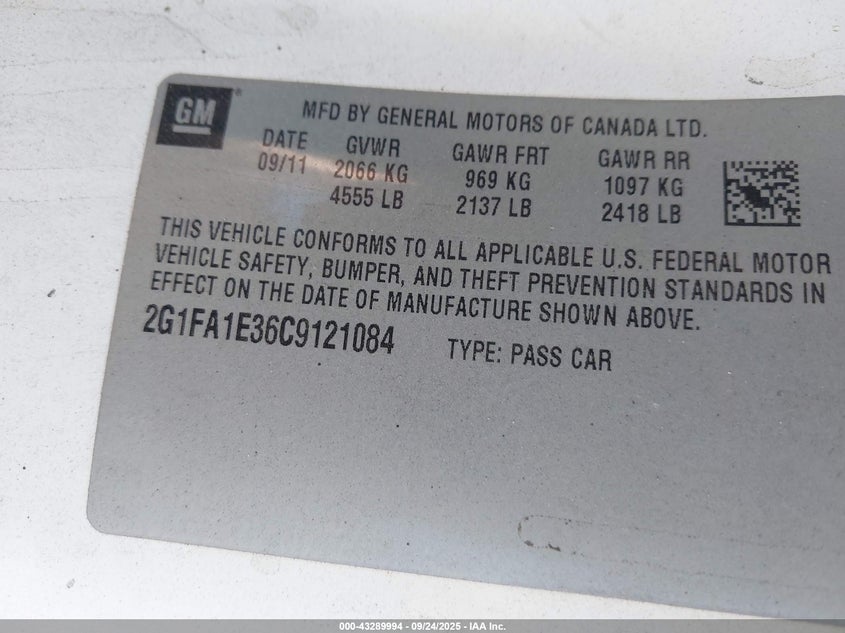 GM®
MFD BY GENERAL MOTORS OF CANADA LTD.
DATE GVWR GAWR FRT GAWR RR
09/11 2066 KG 969 KG 1097 KG
4555 LB 2137 LB 2418 LB
THIS VEHICLE CONFORMS TO ALL APPLICABLE U.S. FEDERAL MOTOR
VEHICLE SAFETY, BUMPER, AND THEFT PREVENTION STANDARDS IN
EFFECT ON THE DATE OF MANUFACTURE SHOWN ABOVE.
2G1FA1E36C9121084 TYPE: PASS CAR
000-43289994 - 09/24/2025 - IAA Inc.